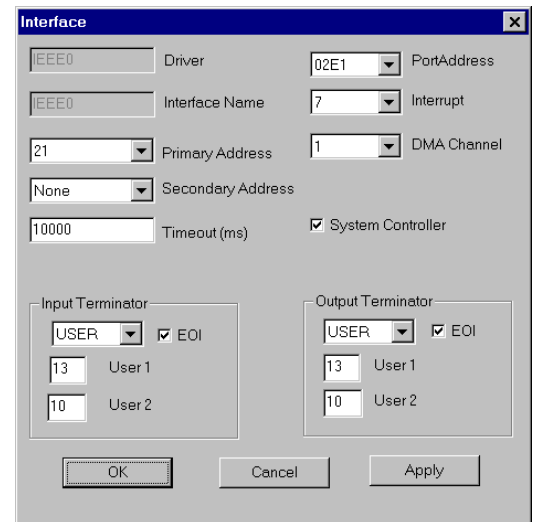 Interface
IEEE0 Driver
02E1 PortAddress
IEEE0 Interface Name
7 Interrupt
21 Primary Address
1 DMA Channel
None Secondary Address
10000 Timeout (ms)
System Controller
Input Terminator
USER EOI
13 User 1
10 User 2
Output Terminator
USER EOI
13 User 1
10 User 2
OK Cancel Apply